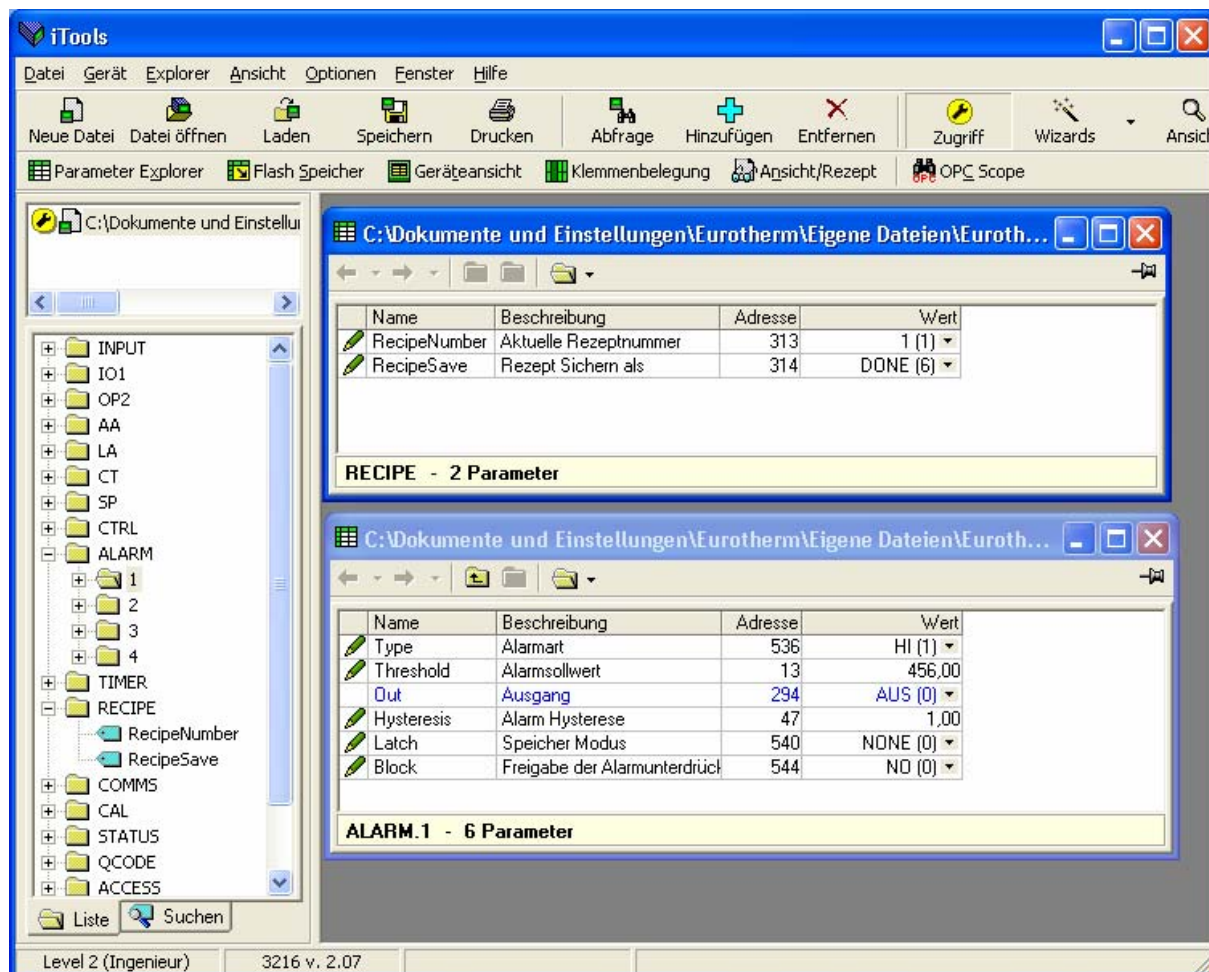 iTools
Datei Gerät Explorer Ansicht Optionen Fenster Hilfe
Neue Datei Datei öffnen Laden Speichern Drucken Abfrage Hinzufügen Entfernen Zugriff Wizards Ansich
Parameter Explorer Flash Speicher Geräteansicht Klemmenbelegung Ansicht/Rezept OPC Scope
C:\Dokumente und Einstellu
INPUT
IO1
OP2
AA
LA
CT
SP
CTRL
ALARM
1
2
3
4
TIMER
RECIPE
RecipeNumber
RecipeSave
COMMS
CAL
STATUS
QCODE
ACCESS
Liste Suchen
C:\Dokumente und Einstellungen\Eurotherm\Eigene Dateien\Euroth...
Name Beschreibung Adresse Wert
RecipeNumber Aktuelle Rezeptnummer 313 1 (1)
RecipeSave Rezept Sichern als 314 DONE (6)
RECIPE - 2 Parameter
C:\Dokumente und Einstellungen\Eurotherm\Eigene Dateien\Euroth...
Name Beschreibung Adresse Wert
Type Alarmart 536 HI (1)
Threshold Alarmsollwert 13 456,00
Out Ausgang 294 AUS (0)
Hysteresis Alarm Hysterese 47 1,00
Latch Speicher Modus 540 NONE (0)
Block Freigabe der Alarmunterdrück 544 NO (0)
ALARM.1 - 6 Parameter
Level 2 (Ingenieur) 3216 v. 2.07